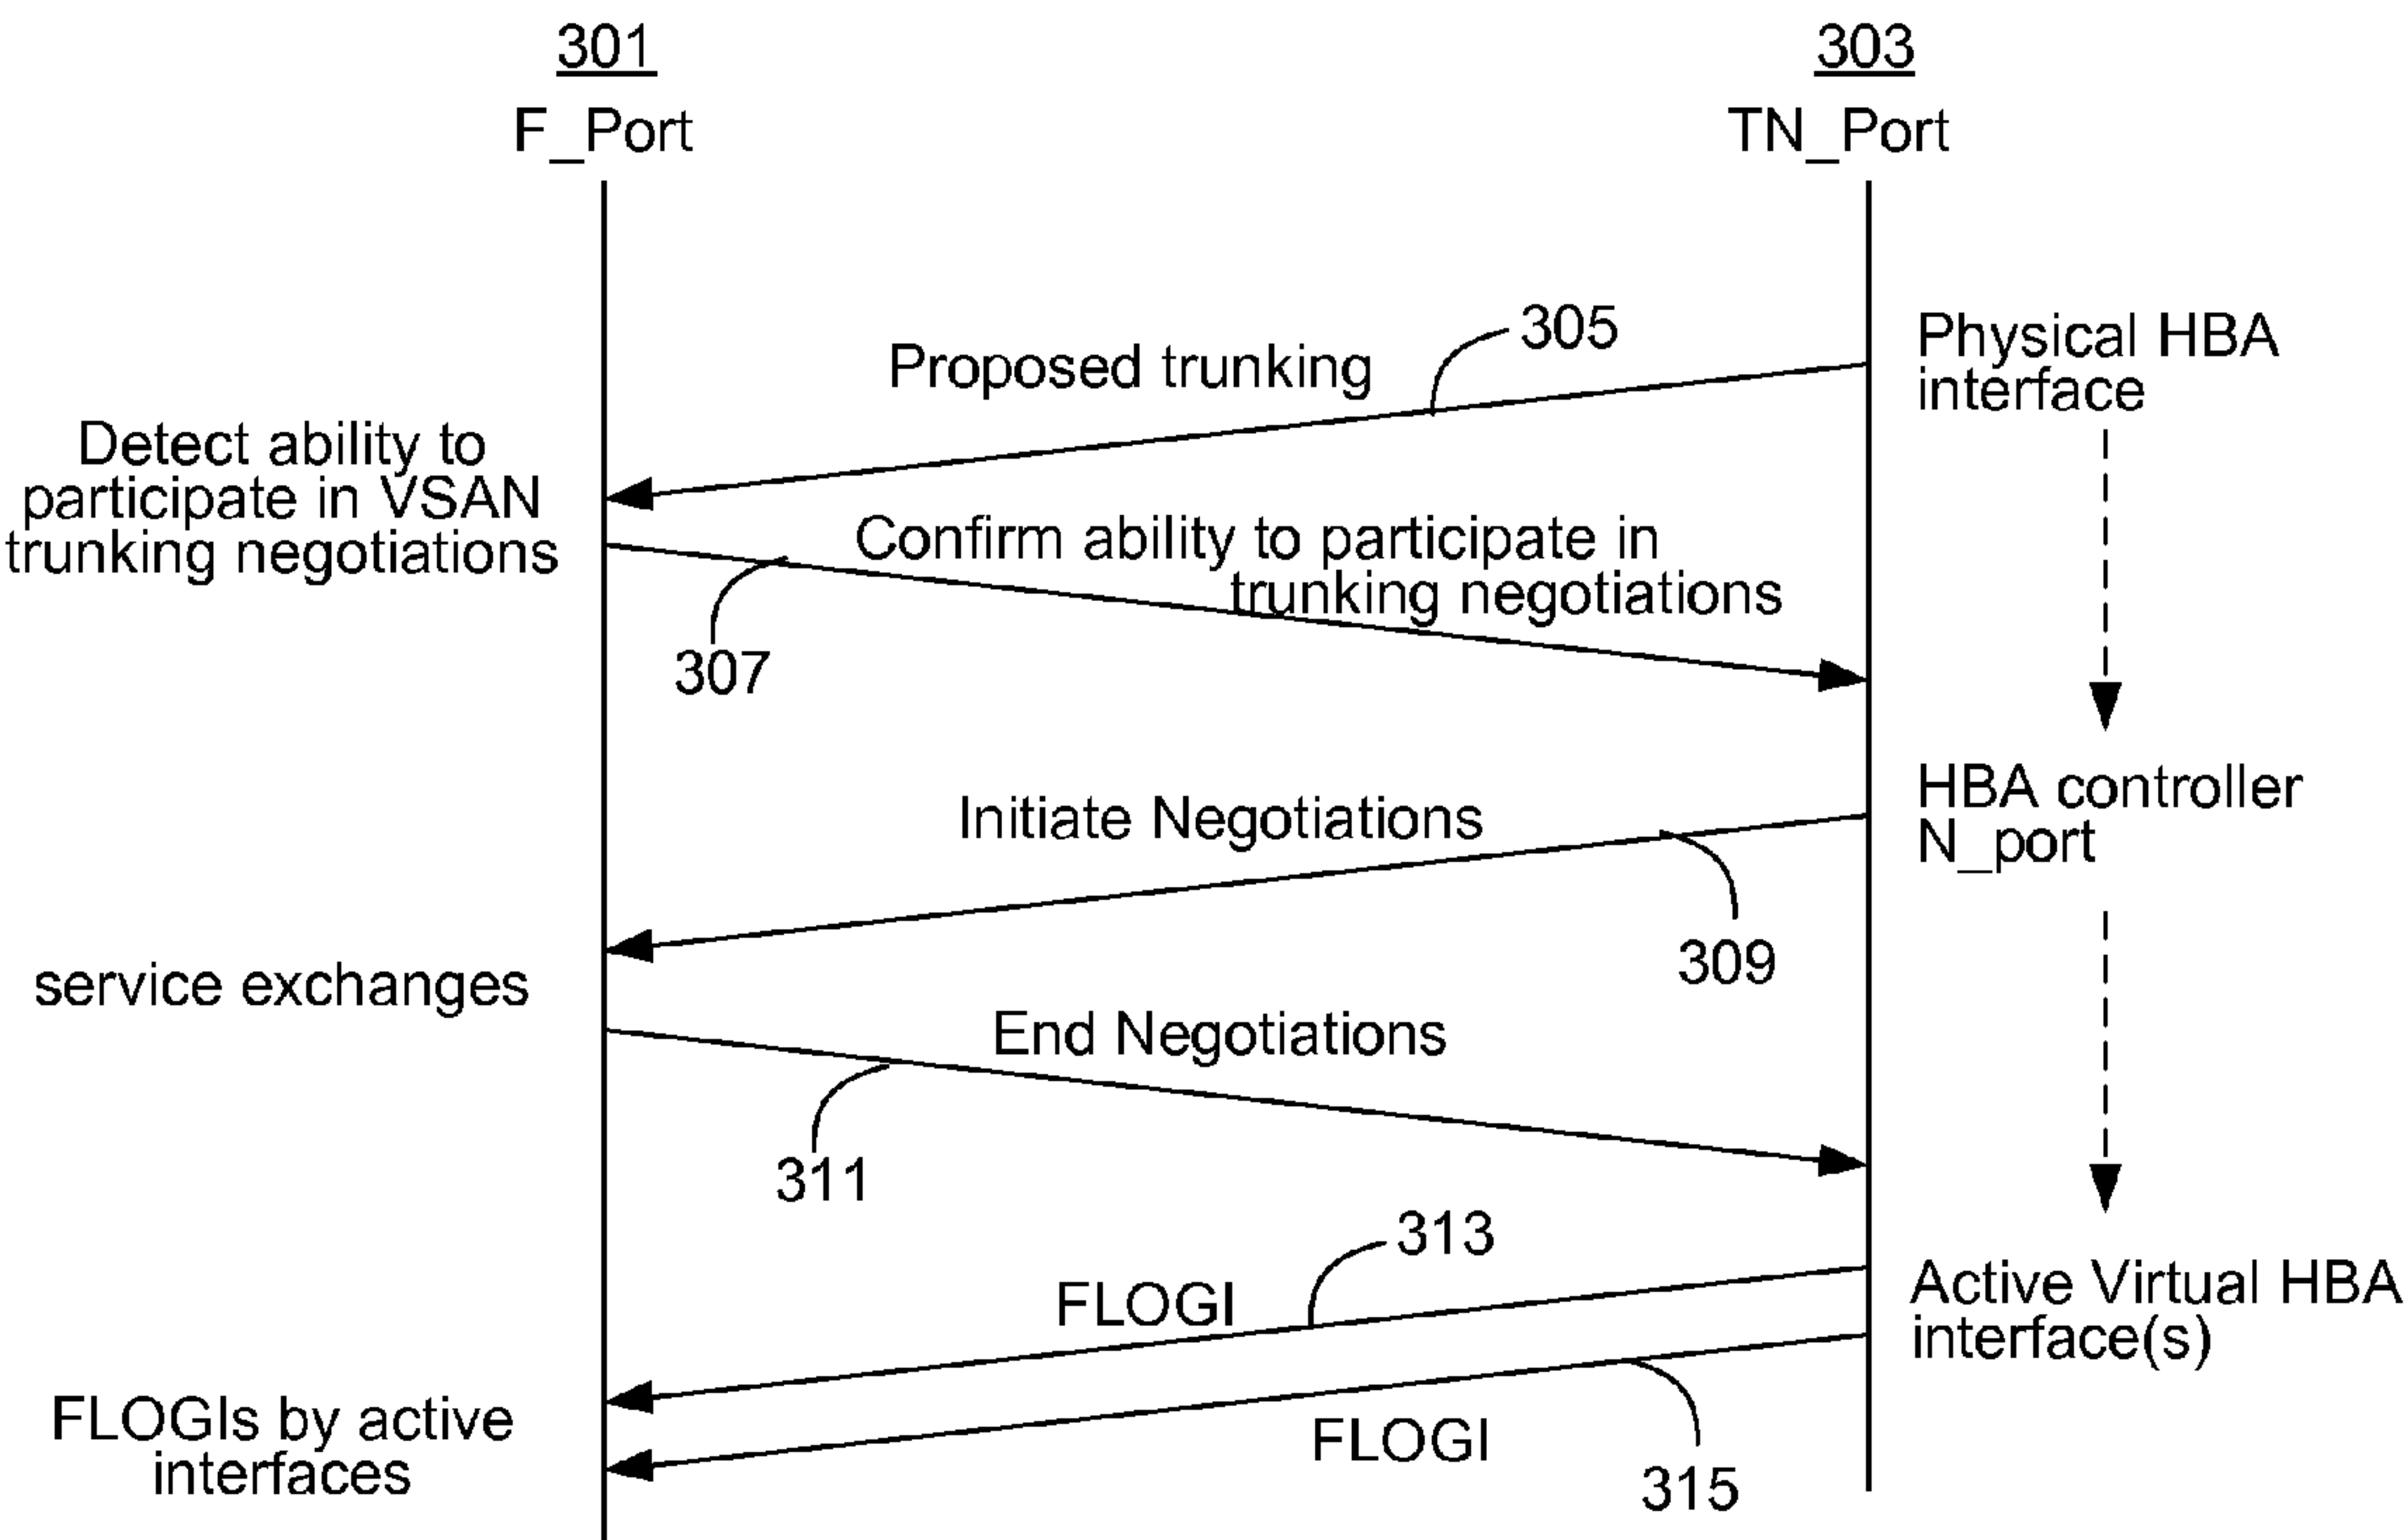 301
F_Port
303
TN_Port
305
Proposed trunking
Physical HBA
interface
Detect ability to
participate in VSAN
trunking negotiations
Confirm ability to participate in
trunking negotiations
307
Initiate Negotiations
HBA controller
N_port
309
service exchanges
End Negotiations
311
313
FLOGI
Active Virtual HBA
interface(s)
FLOGIs by active
interfaces
FLOGI
315